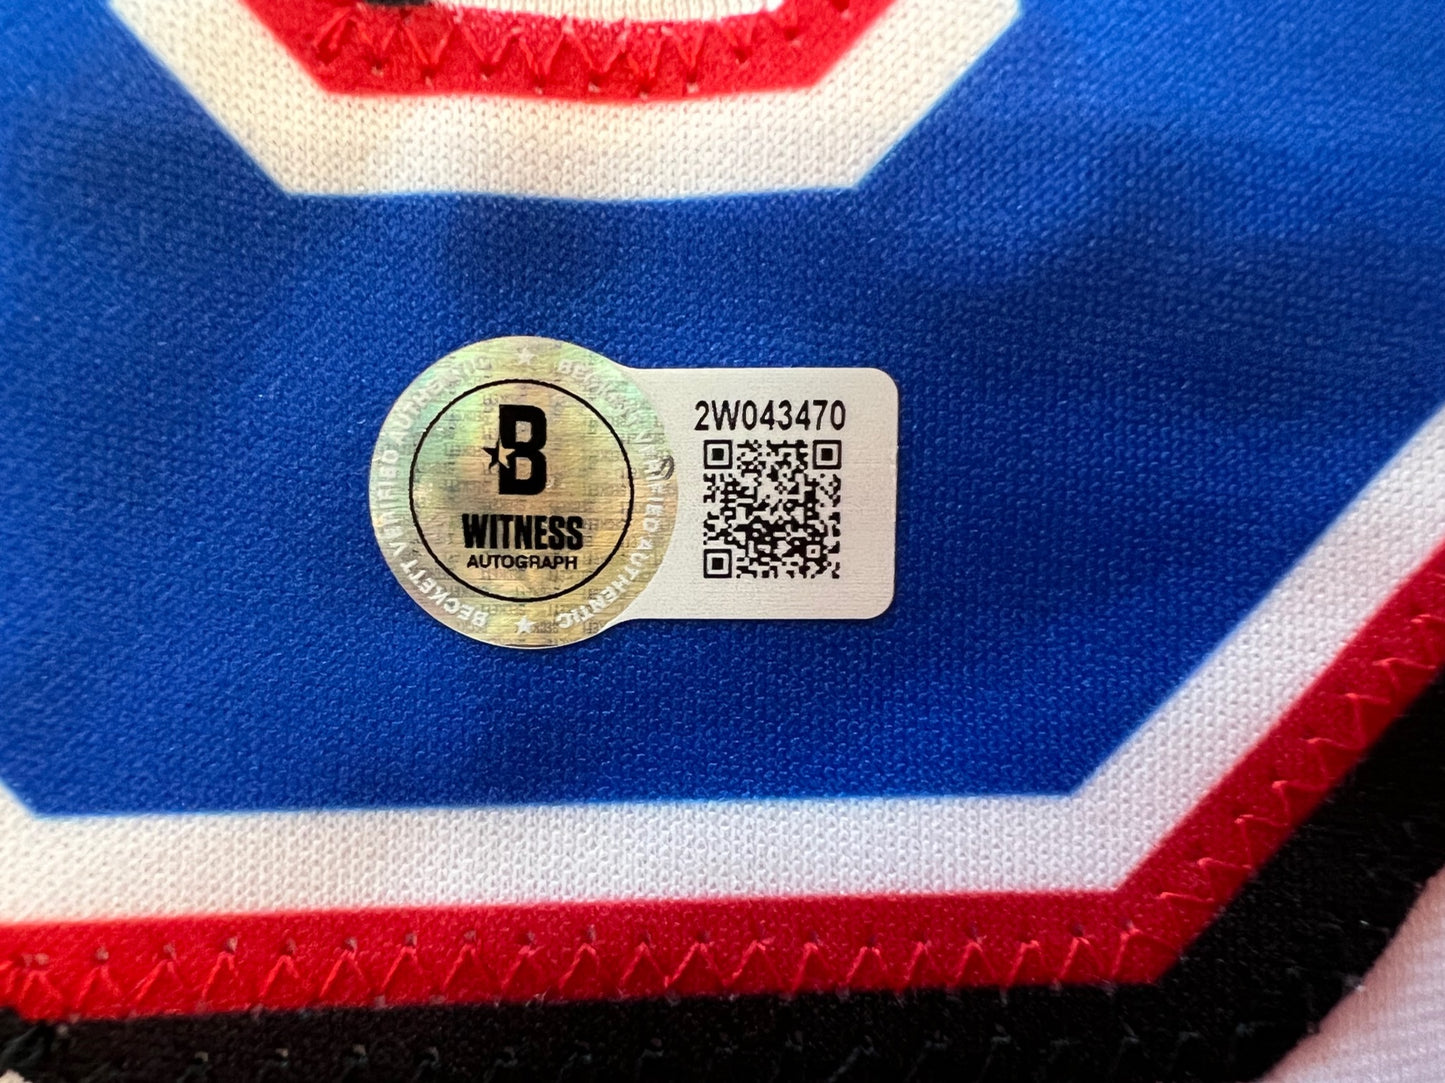 BECKETT VERIFIED AUTHENTIC ★ BECKETT VERIFIED AUTHENTIC ★
B
WITNESS
AUTOGRAPH
2W043470